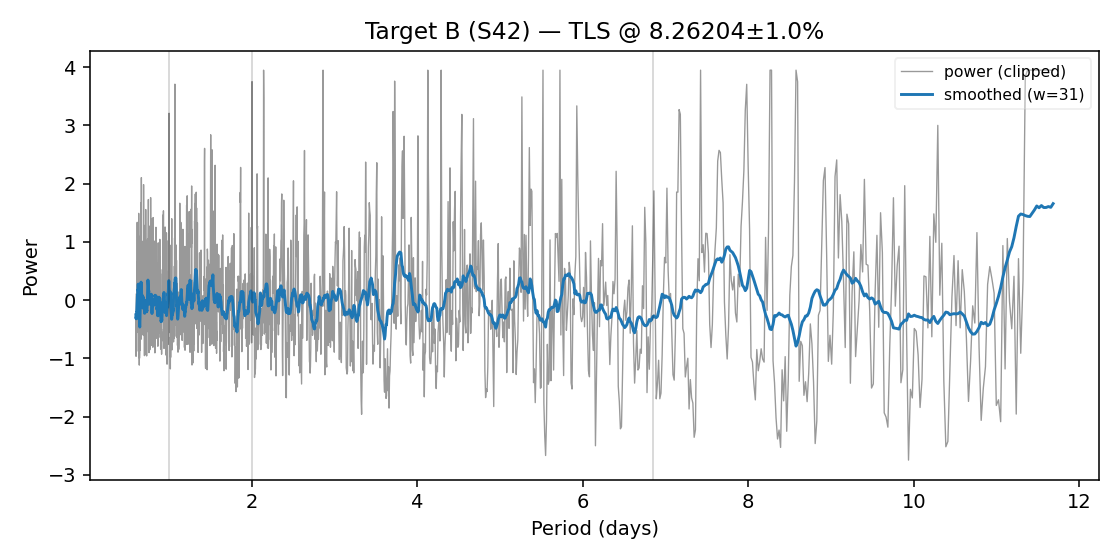 Target B (S42) — TLS @ 8.26204±1.0%
power (clipped)
smoothed (w=31)
Power
4
3
2
1
0
−1
−2
−3
2
4
6
8
10
12
Period (days)